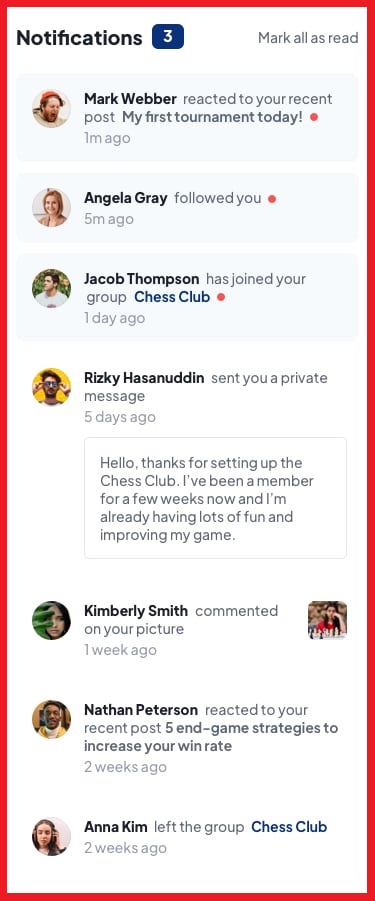 Notifications 3 Mark all as read
Mark Webber reacted to your recent
post My first tournament today!
1m ago
Angela Gray followed you
5m ago
Jacob Thompson has joined your
group Chess Club
1 day ago
Rizky Hasanuddin sent you a private
message
5 days ago
Hello, thanks for setting up the
Chess Club. I’ve been a member
for a few weeks now and I’m
already having lots of fun and
improving my game.
Kimberly Smith commented
on your picture
1 week ago
Nathan Peterson reacted to your
recent post 5 end-game strategies to
increase your win rate
2 weeks ago
Anna Kim left the group Chess Club
2 weeks ago